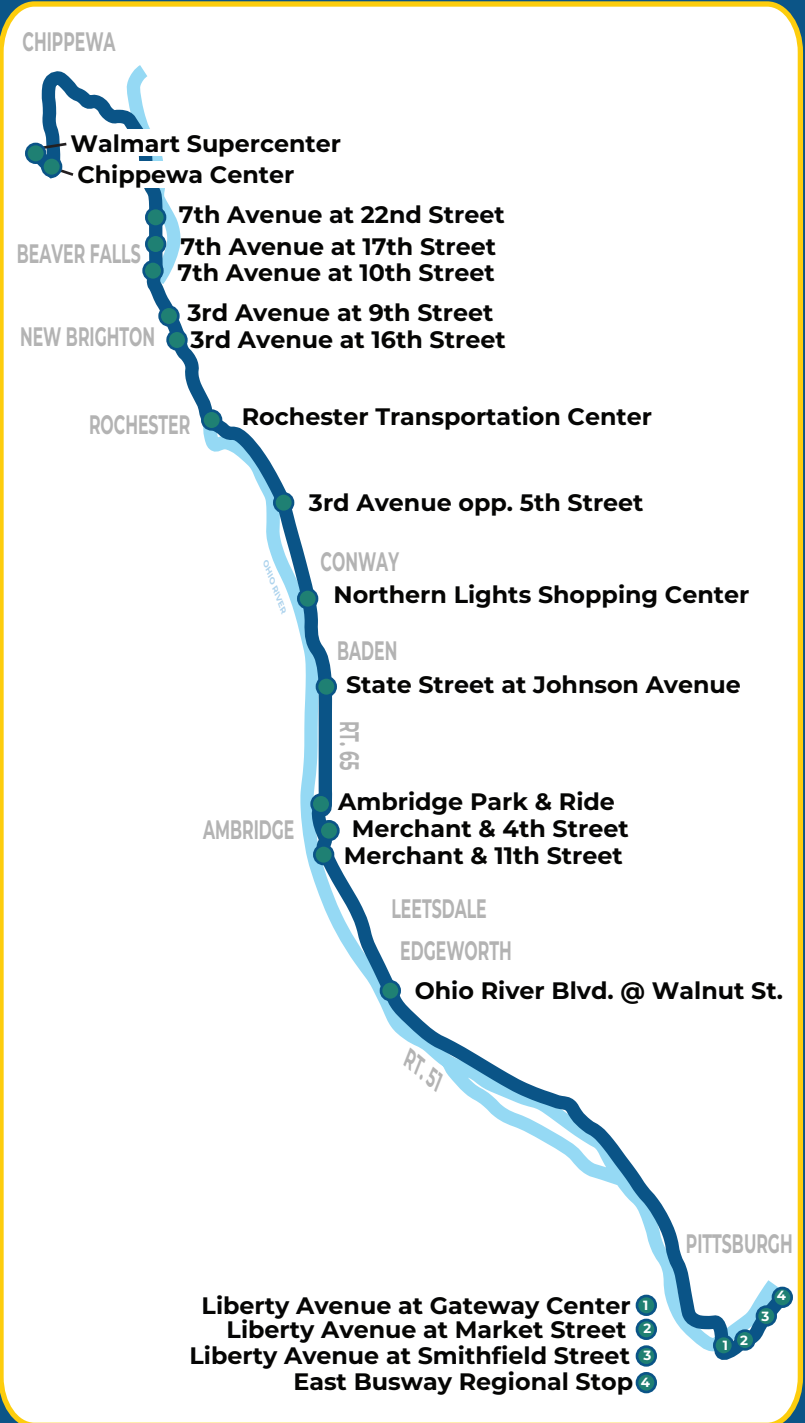 CHIPPEWA
Walmart Supercenter
Chippewa Center
7th Avenue at 22nd Street
7th Avenue at 17th Street
BEAVER FALLS
7th Avenue at 10th Street
3rd Avenue at 9th Street
NEW BRIGHTON
3rd Avenue at 16th Street
ROCHESTER
Rochester Transportation Center
3rd Avenue opp. 5th Street
CONWAY
OHIO RIVER
Northern Lights Shopping Center
BADEN
State Street at Johnson Avenue
RT. 65
Ambridge Park & Ride
AMBRIDGE
Merchant & 4th Street
Merchant & 11th Street
LEETSDALE
EDGEWORTH
Ohio River Blvd. @ Walnut St.
RT. 51
PITTSBURGH
Liberty Avenue at Gateway Center 1
Liberty Avenue at Market Street 2
Liberty Avenue at Smithfield Street 3
East Busway Regional Stop 4
1 2 3 4